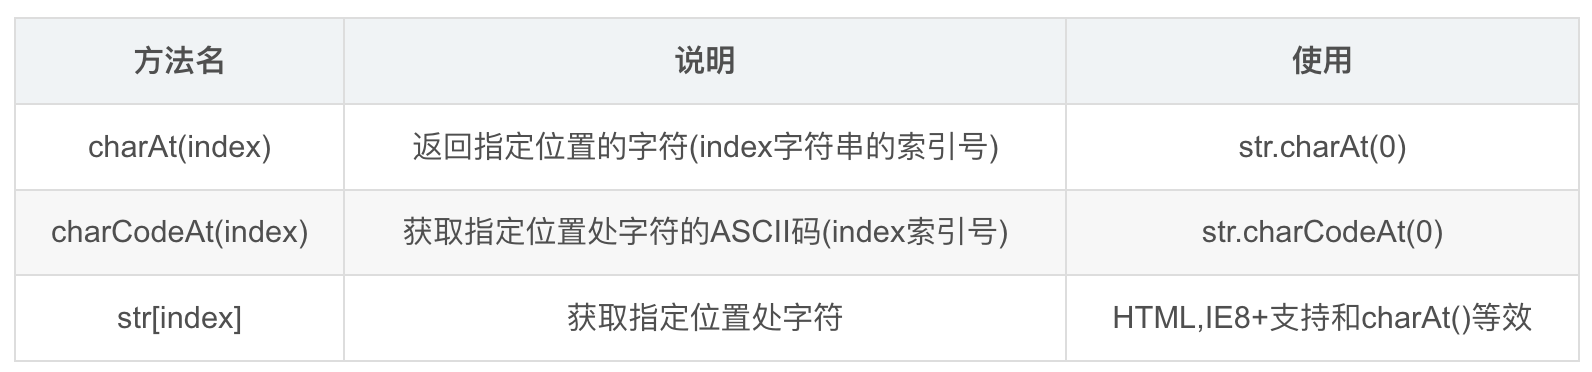 方法名 说明 使用
charAt(index) 返回指定位置的字符(index字符串的索引号) str.charAt(0)
charCodeAt(index) 获取指定位置处字符的ASCII码(index索引号) str.charCodeAt(0)
str[index] 获取指定位置处字符 HTML,IE8+支持和charAt()等效